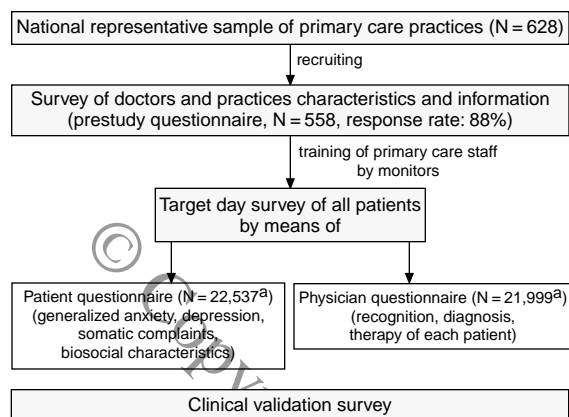 National representative sample of primary care practices (N = 628)
recruiting
Survey of doctors and practices characteristics and information
(prestudy questionnaire, N = 558, response rate: 88%)
training of primary care staff
by monitors
Target day survey of all patients
by means of
Patient questionnaire (N = 22,537a)
(generalized anxiety, depression,
somatic complaints,
biosocial characteristics)
Physician questionnaire (N = 21,999a)
(recognition, diagnosis,
therapy of each patient)
Clinical validation survey